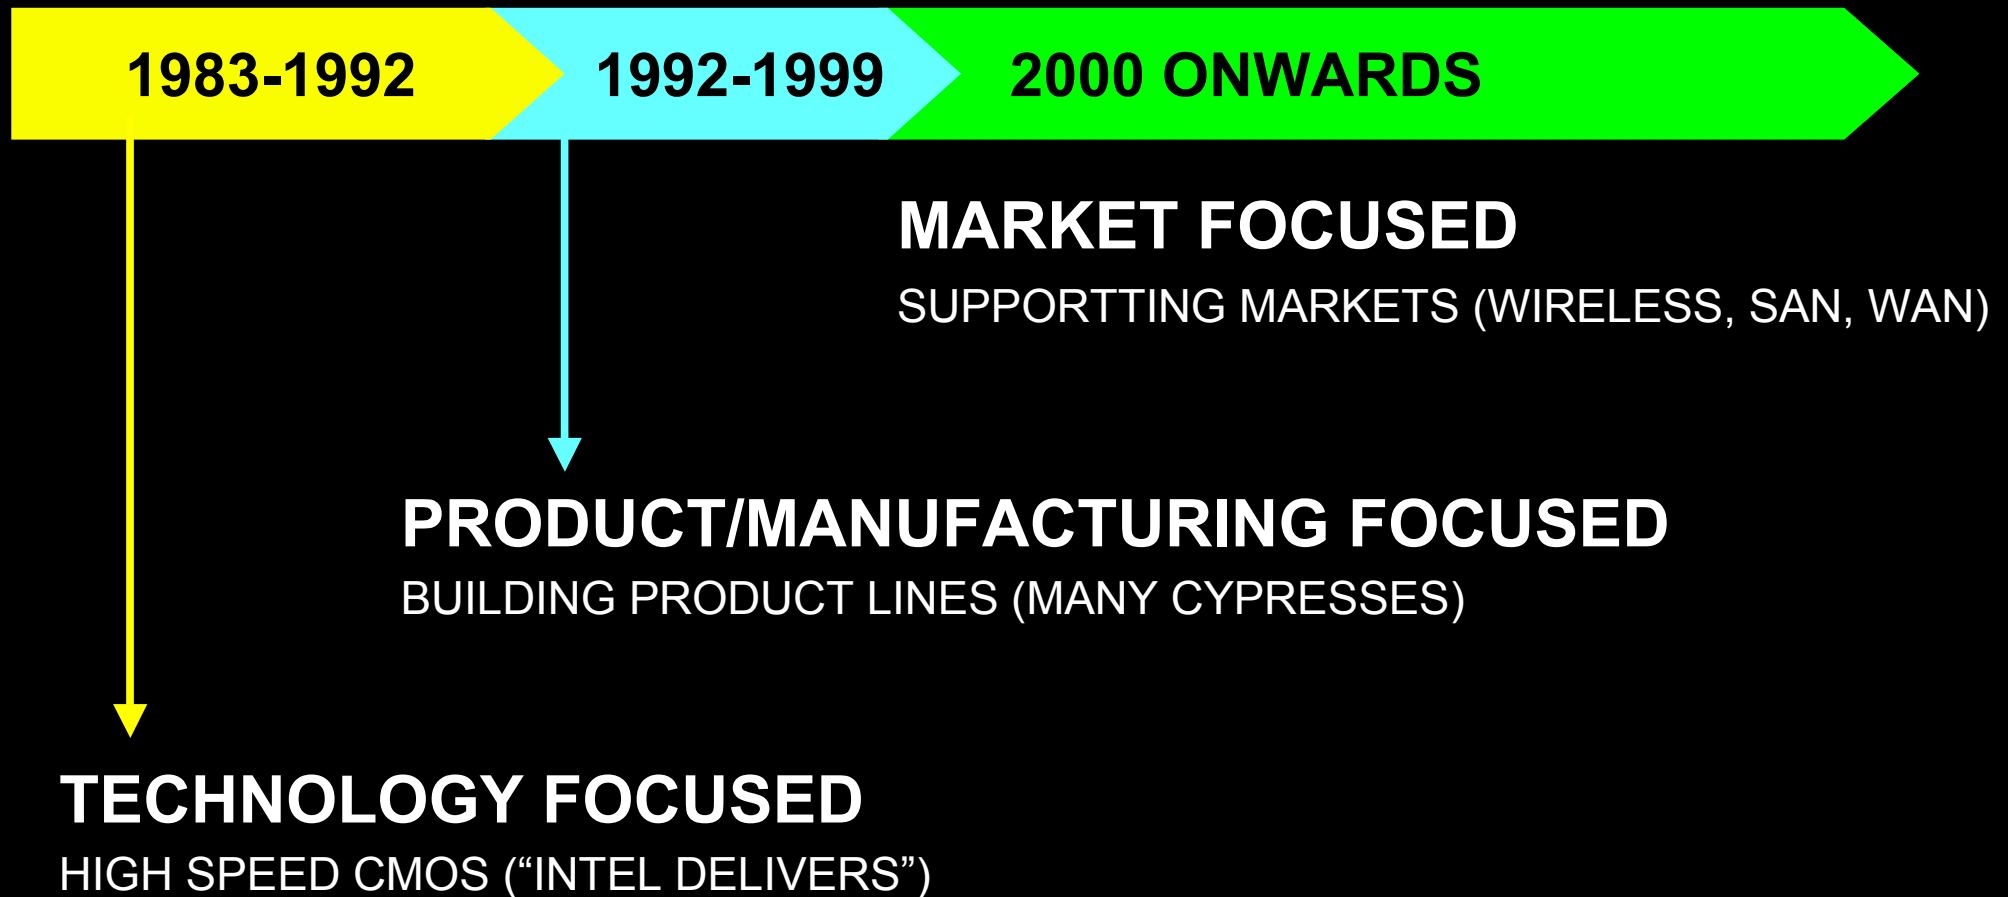 1983-1992
1992-1999
2000 ONWARDS
MARKET FOCUSED
SUPPORTTING MARKETS (WIRELESS, SAN, WAN)
PRODUCT/MANUFACTURING FOCUSED
BUILDING PRODUCT LINES (MANY CYPRESSES)
TECHNOLOGY FOCUSED
HIGH SPEED CMOS (“INTEL DELIVERS”)